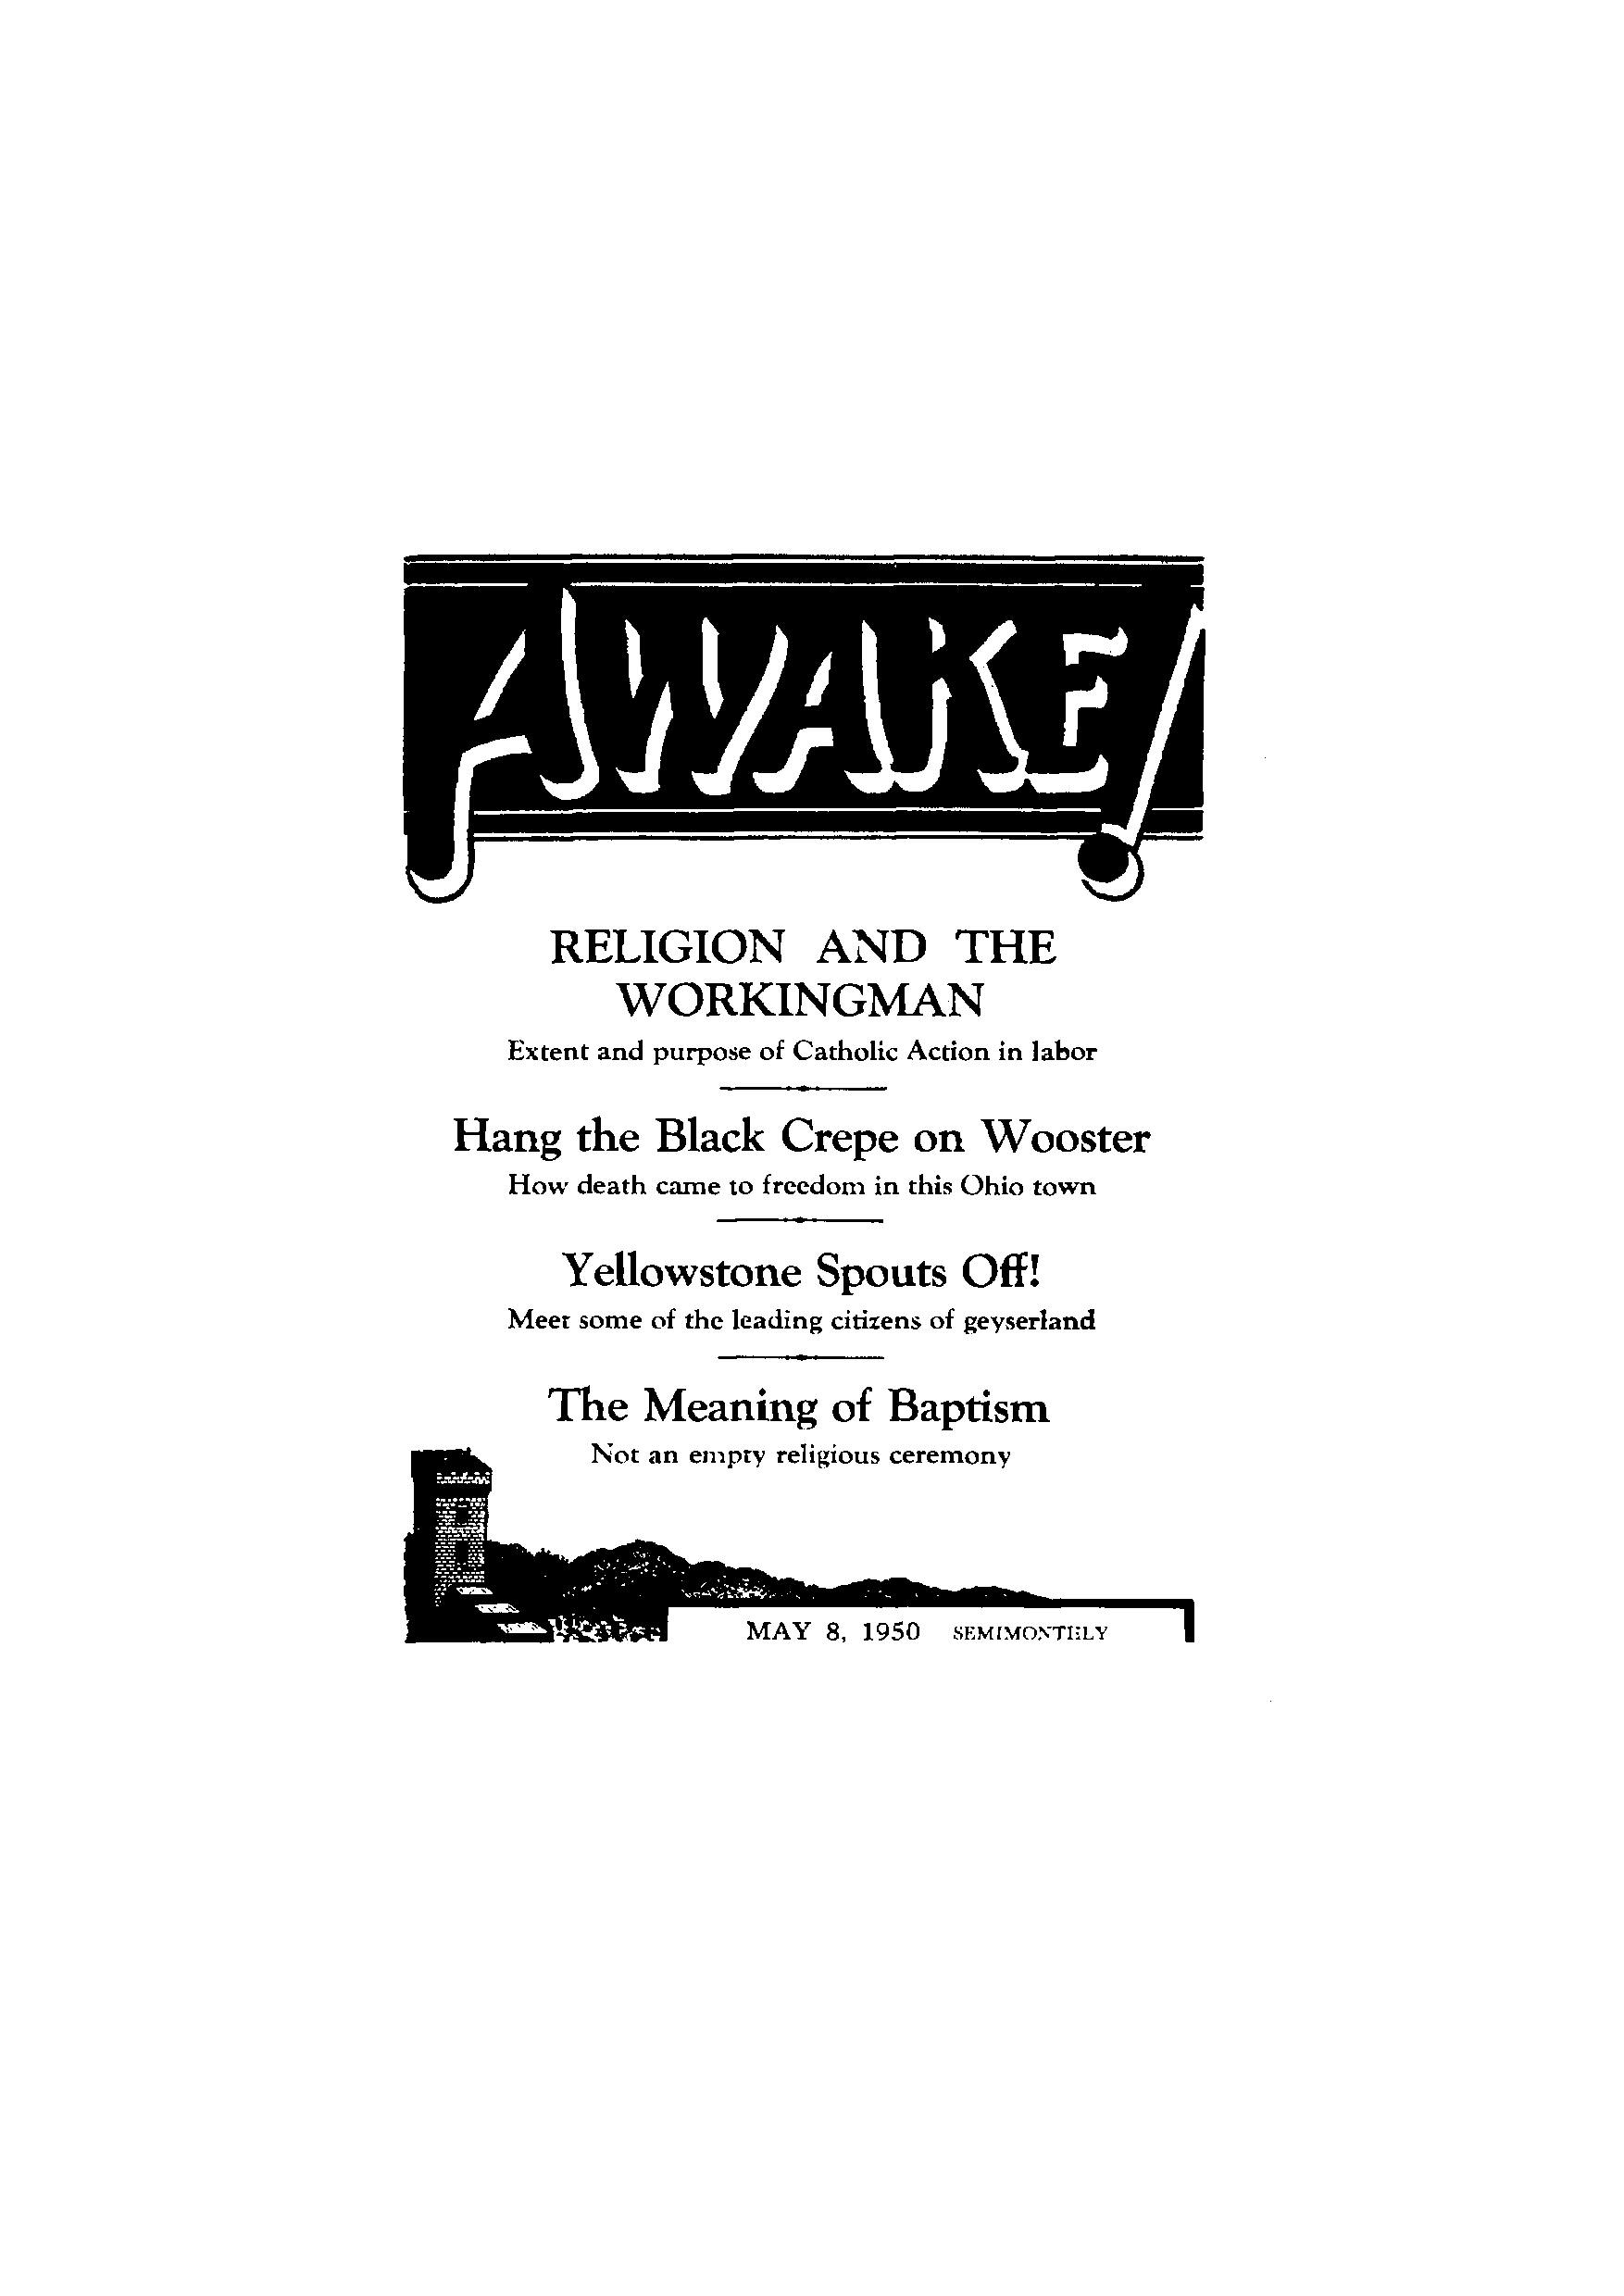 AWAKE!
RELIGION AND THE
WORKINGMAN
Extent and purpose of Catholic Action in labor
Hang the Black Crepe on Wooster
How death came to freedom in this Ohio town
Yellowstone Spouts Off!
Meet some of the leading citizens of geyserland
The Meaning of Baptism
Not an empty religious ceremony
MAY 8, 1950 SEMIMONTHLY